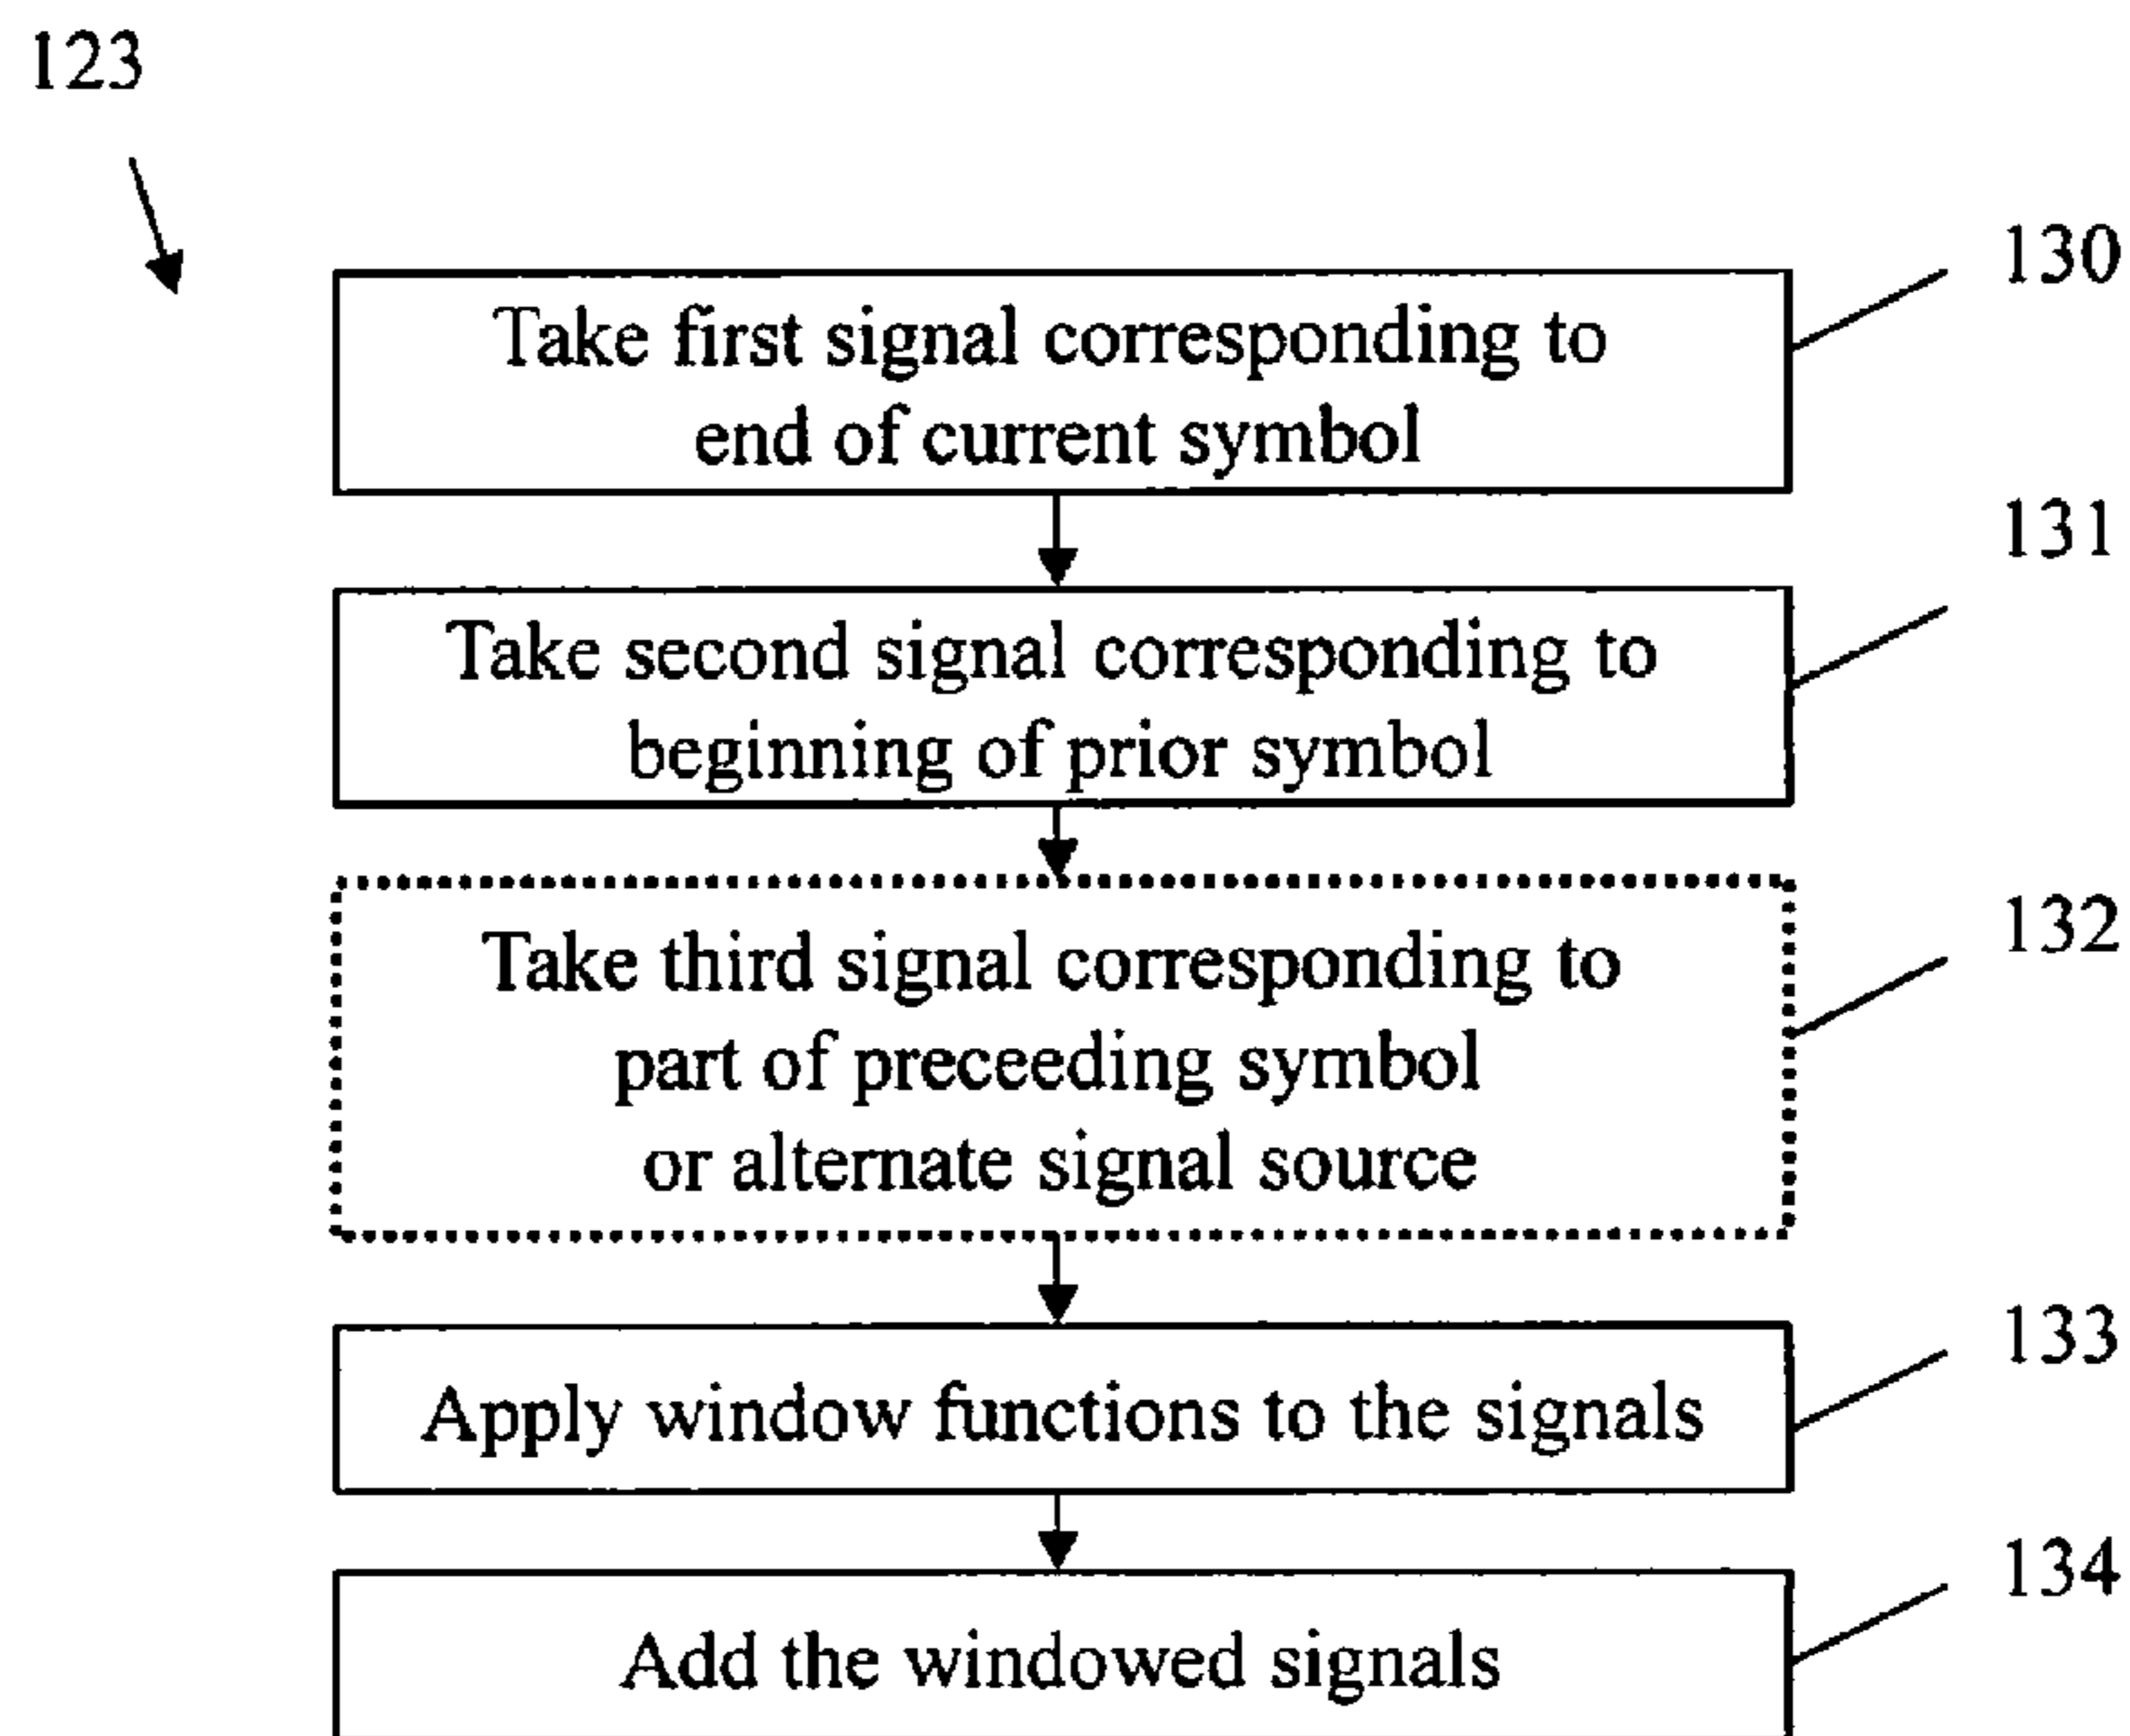 123
130
Take first signal corresponding to
end of current symbol
131
Take second signal corresponding to
beginning of prior symbol
132
Take third signal corresponding to
part of preceeding symbol
or alternate signal source
133
Apply window functions to the signals
134
Add the windowed signals